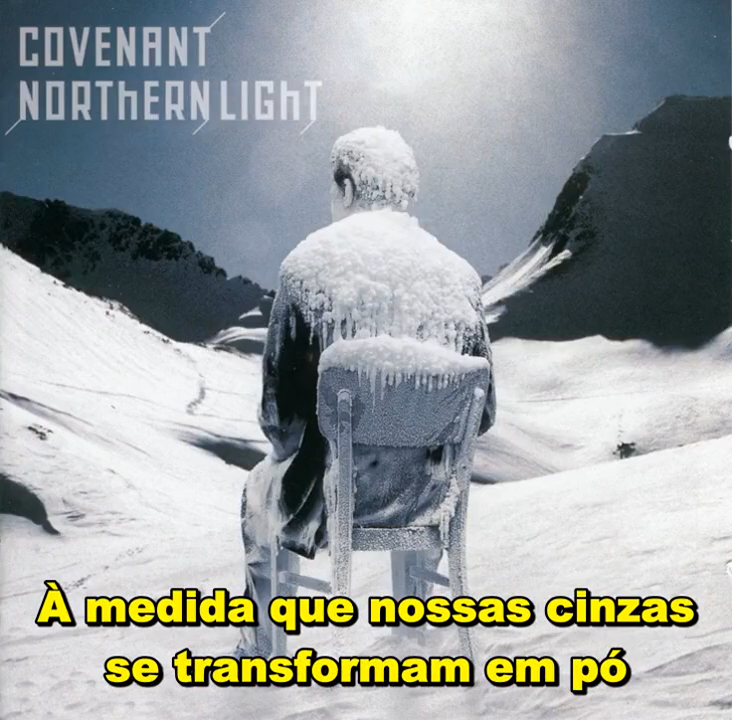 COVENANT
NORThERN LIGhT
À medida que nossas cinzas
se transformam em pó